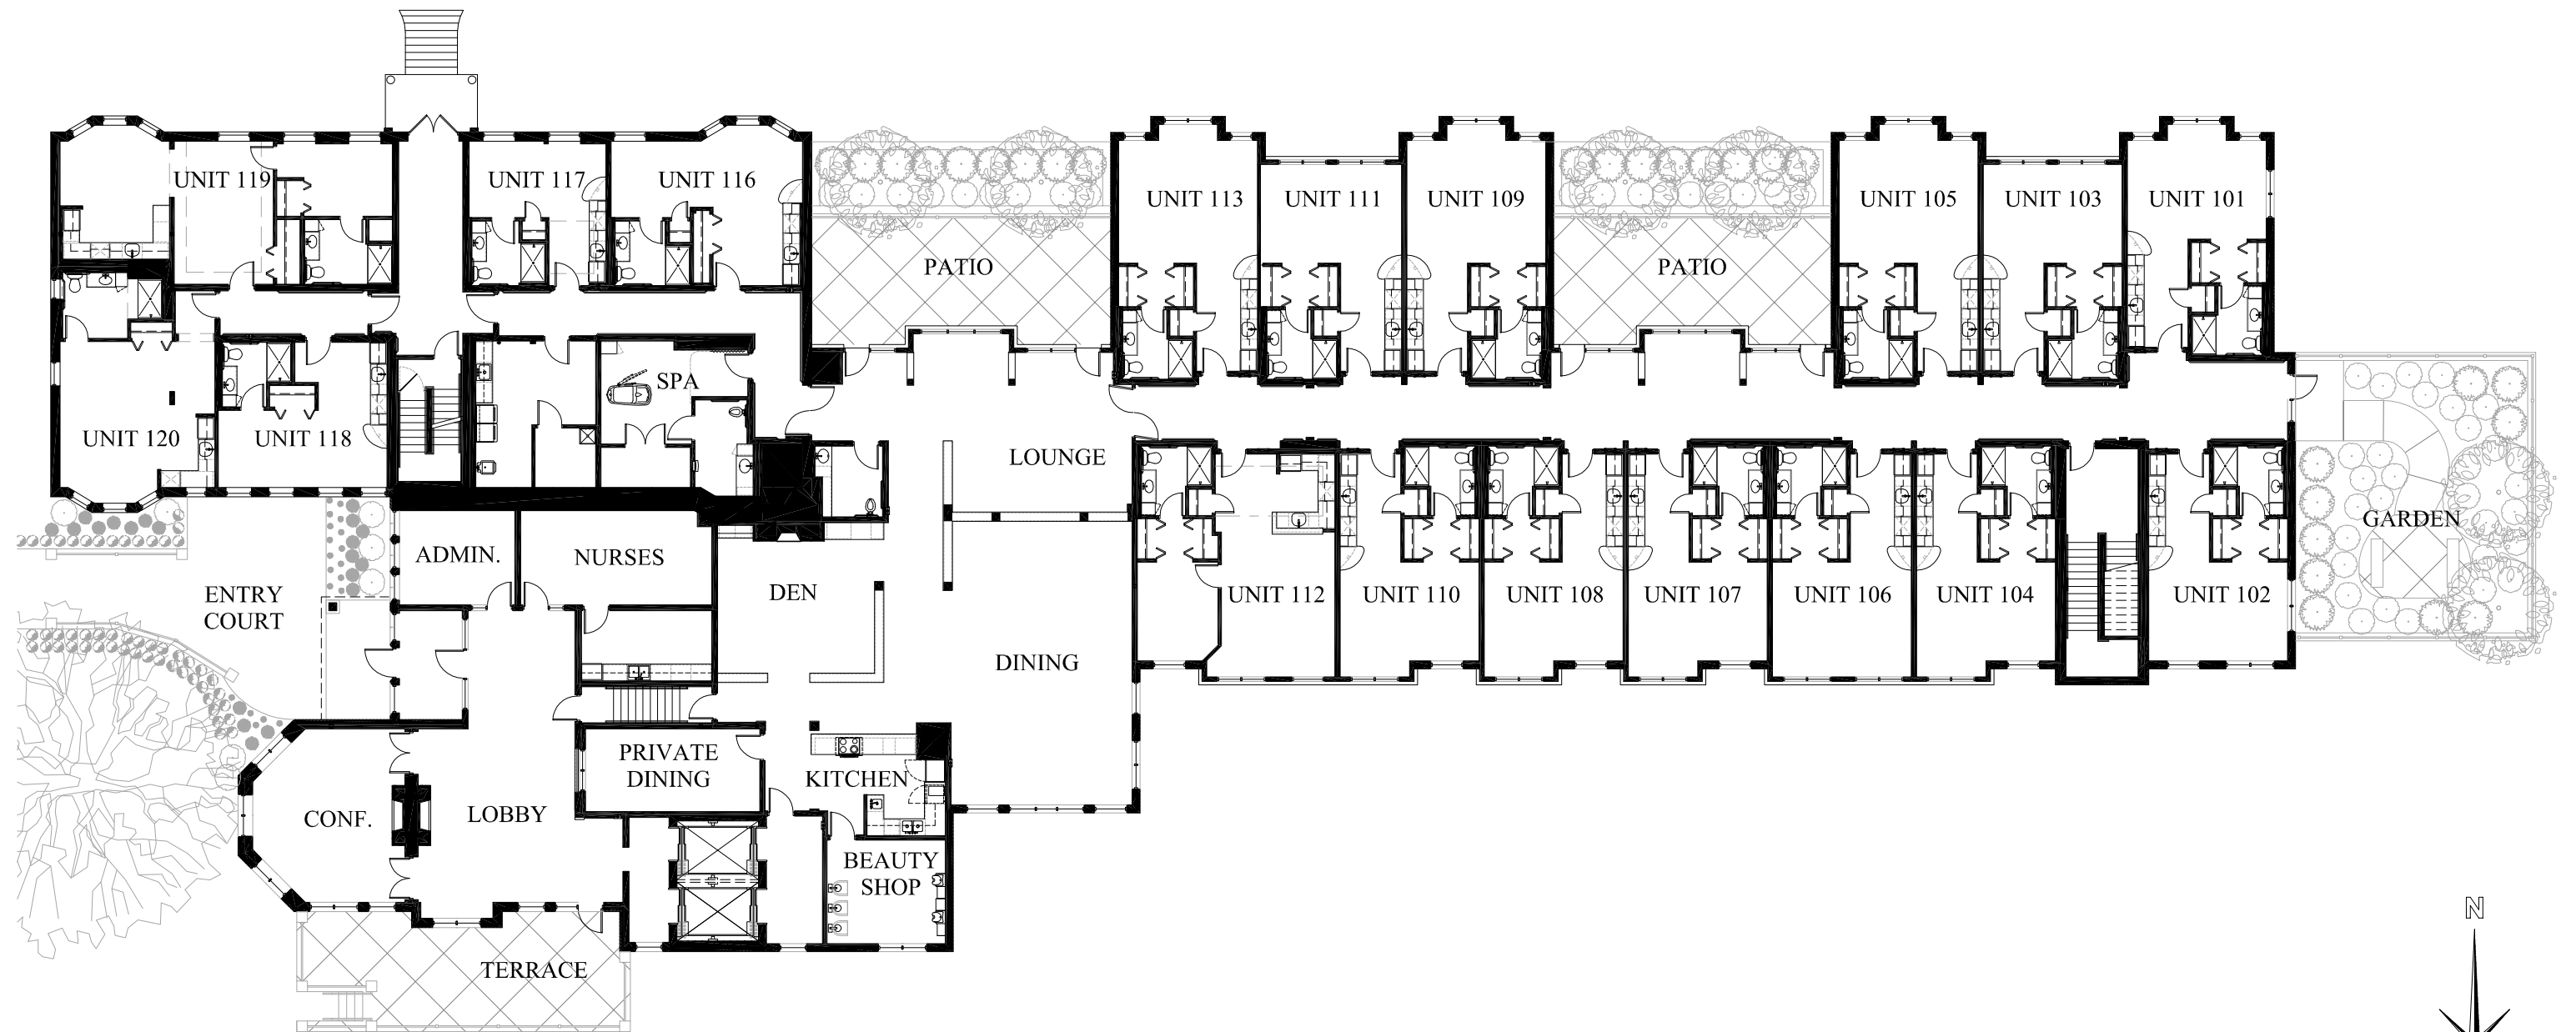 UNIT 119
UNIT 117
UNIT 116
UNIT 113
UNIT 111
UNIT 109
UNIT 105
UNIT 103
UNIT 101
PATIO
PATIO
SPA
UNIT 120
UNIT 118
LOUNGE
GARDEN
ADMIN.
NURSES
DEN
ENTRY
COURT
UNIT 112
UNIT 110
UNIT 108
UNIT 107
UNIT 106
UNIT 104
UNIT 102
DINING
PRIVATE
DINING
KITCHEN
CONF.
LOBBY
BEAUTY
SHOP
N
TERRACE